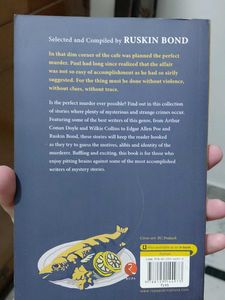 Selected and Compiled by RUSKIN BOND
In that dim corner of the cafe was planned the perfect
murder. Paul had long since realized that the affair
was not so easy of accomplishment as he had so airily
suggested. For the thing must be done without violence,
without clues, without trace.
Is the perfect murder ever possible? Find out in this collection
of stories where plenty of mysterious and strange crimes occur.
Featuring some of the best writers of this genre, from Arthur
Conan Doyle and Wilkie Collins to Edgar Allen Poe and
Ruskin Bond, these stories will keep the reader hooked
as they try to guess the motives, alibis and identity of the
murderer. Baffling and exciting, this book is for those who
enjoy pitting brains against some of the most accomplished
writers of mystery stories.